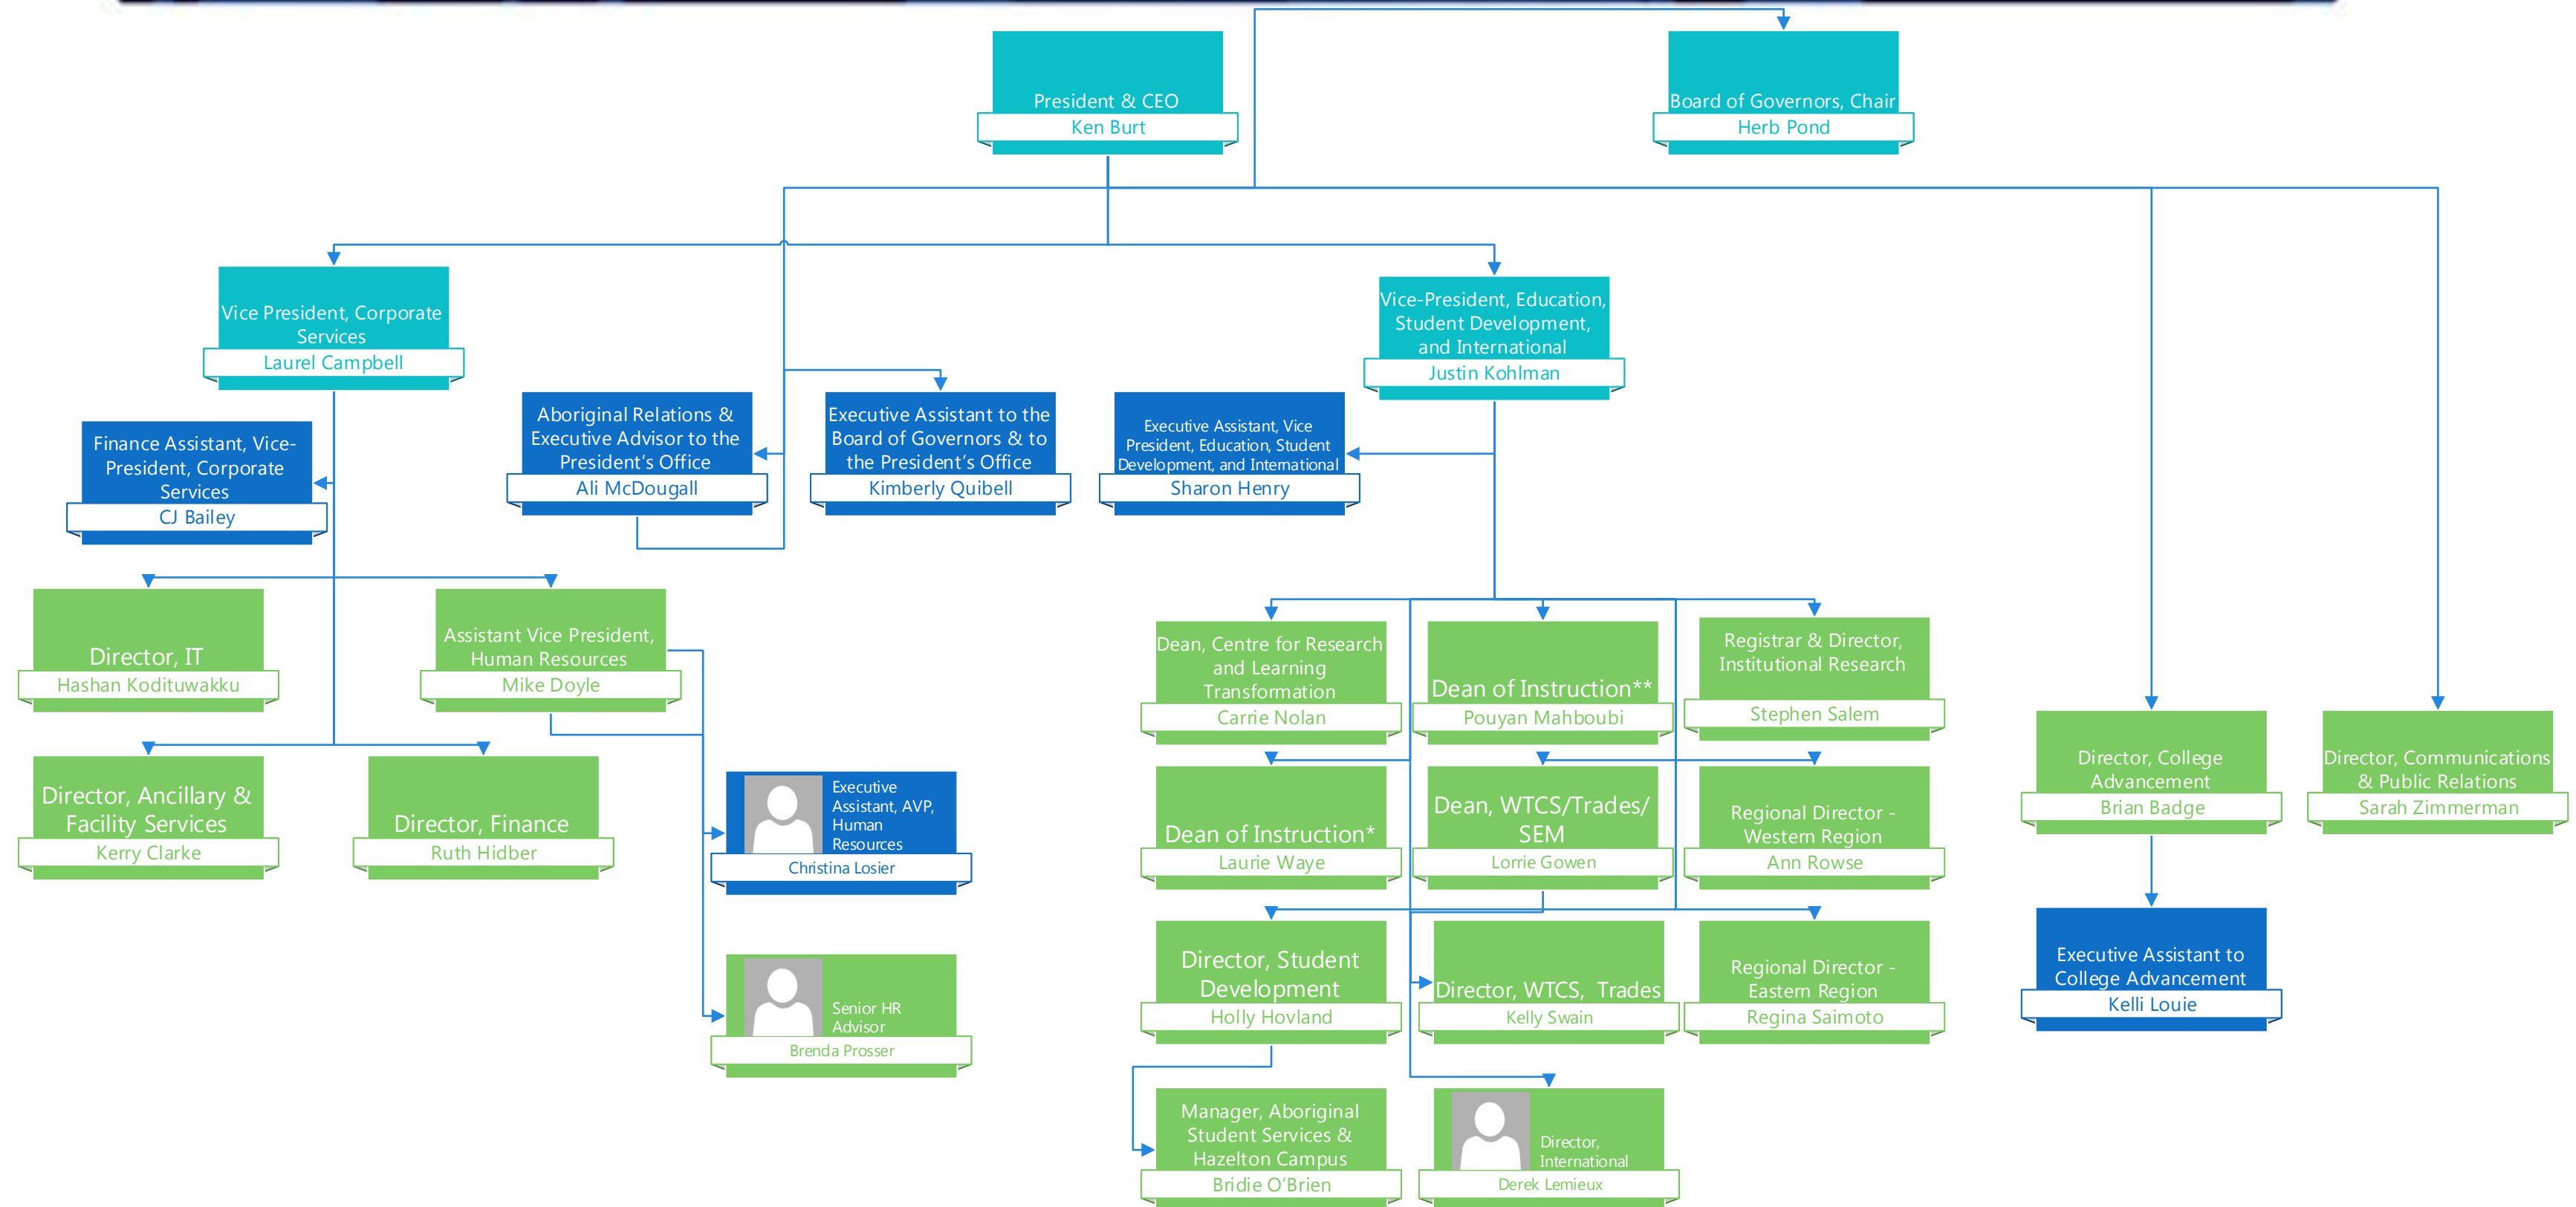 President & CEO
Ken Burt
Board of Governors, Chair
Herb Pond
Vice President, Corporate
Services
Laurel Campbell
Vice-President, Education,
Student Development,
and International
Justin Kohlman
Finance Assistant, Vice-
President, Corporate
Services
CJ Bailey
Aboriginal Relations &
Executive Advisor to the
President’s Office
Ali McDougall
Executive Assistant to the
Board of Governors & to
the President’s Office
Kimberly Quibell
Executive Assistant, Vice
President, Education, Student
Development, and International
Sharon Henry
Director, IT
Hashan Kodituwakku
Assistant Vice President,
Human Resources
Mike Doyle
Dean, Centre for Research
and Learning
Transformation
Carrie Nolan
Dean of Instruction**
Pouyan Mahboubi
Registrar & Director,
Institutional Research
Stephen Salem
Director, College
Advancement
Brian Badge
Director, Communications
& Public Relations
Sarah Zimmerman
Director, Ancillary &
Facility Services
Kerry Clarke
Director, Finance
Ruth Hidber
Executive
Assistant, AVP,
Human
Resources
Christina Losier
Dean of Instruction*
Laurie Waye
Dean, WTCS/Trades/
SEM
Lorrie Gowen
Regional Director -
Western Region
Ann Rowse
Senior HR
Advisor
Brenda Prosser
Director, Student
Development
Holly Hovland
Director, WTCS,  Trades
Kelly Swain
Regional Director -
Eastern Region
Regina Saimoto
Executive Assistant to
College Advancement
Kelli Louie
Manager, Aboriginal
Student Services &
Hazelton Campus
Bridie O’Brien
Director,
International
Derek Lemieux